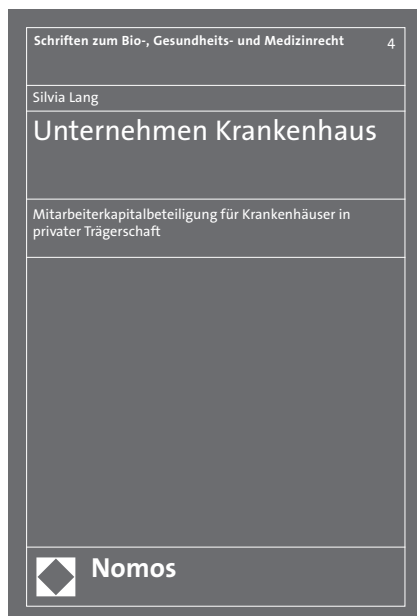 Schriften zum Bio-, Gesundheits- und Medizinrecht 4
Silvia Lang
Unternehmen Krankenhaus
Mitarbeiterkapitalbeteiligung für Krankenhäuser in
privater Trägerschaft
Nomos